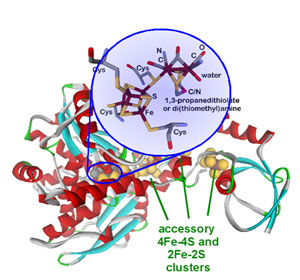 N
O
C
C
Cys
Cys
S
water
C/N
Fe
1,3-propanedithiolate
or di(thiomethyl)amine
Cys
Cys
accessory
4Fe-4S and
2Fe-2S
clusters